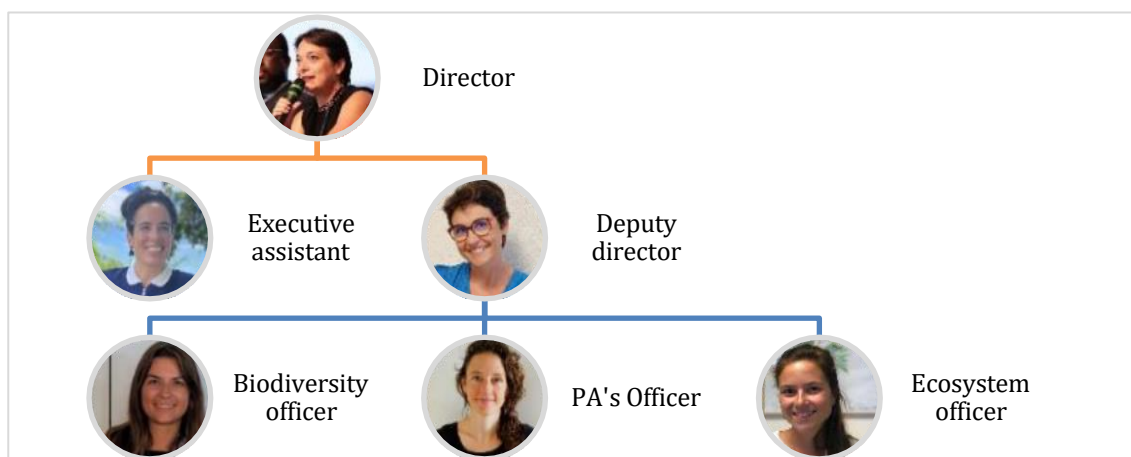 Director
Executive
assistant
Deputy
director
Biodiversity
officer
PA's Officer
Ecosystem
officer